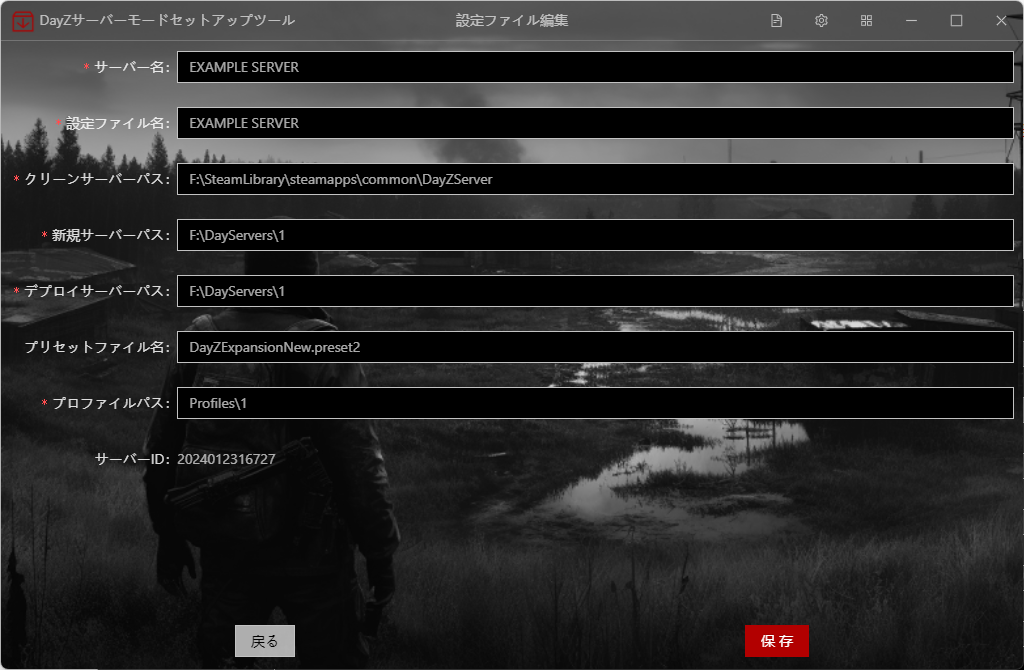 DayZサーバーモードセットアップツール
設定ファイル編集
* サーバー名: EXAMPLE SERVER
* 設定ファイル名: EXAMPLE SERVER
* クリーンサーバーパス: F:\SteamLibrary\steamapps\common\DayZServer
* 新規サーバーパス: F:\DayServers\1
* デプロイサーバーパス: F:\DayServers\1
プリセットファイル名: DayZExpansionNew.preset2
* プロファイルパス: Profiles\1
サーバーID: 2024012316727
戻る
保存